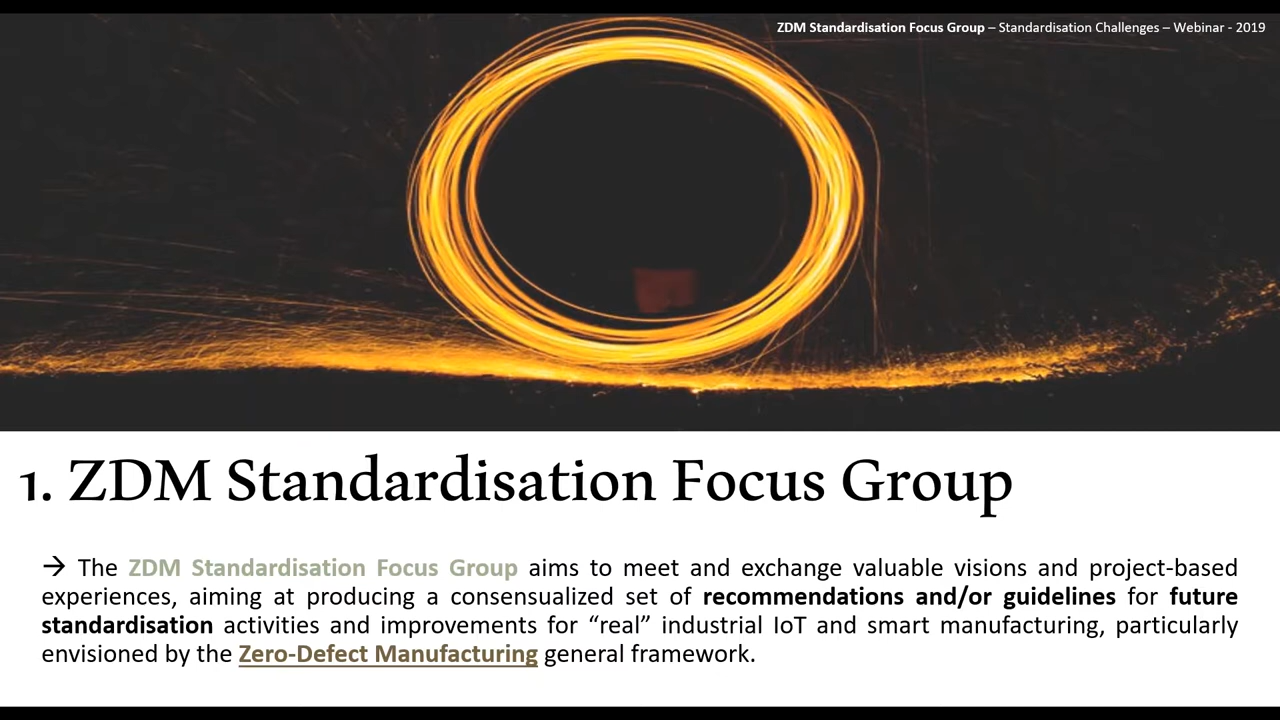 ZDM Standardisation Focus Group – Standardisation Challenges – Webinar - 2019
1. ZDM Standardisation Focus Group
→ The ZDM Standardisation Focus Group aims to meet and exchange valuable visions and project-based
experiences, aiming at producing a consensualized set of recommendations and/or guidelines for future
standardisation activities and improvements for “real” industrial IoT and smart manufacturing, particularly
envisioned by the Zero-Defect Manufacturing general framework.